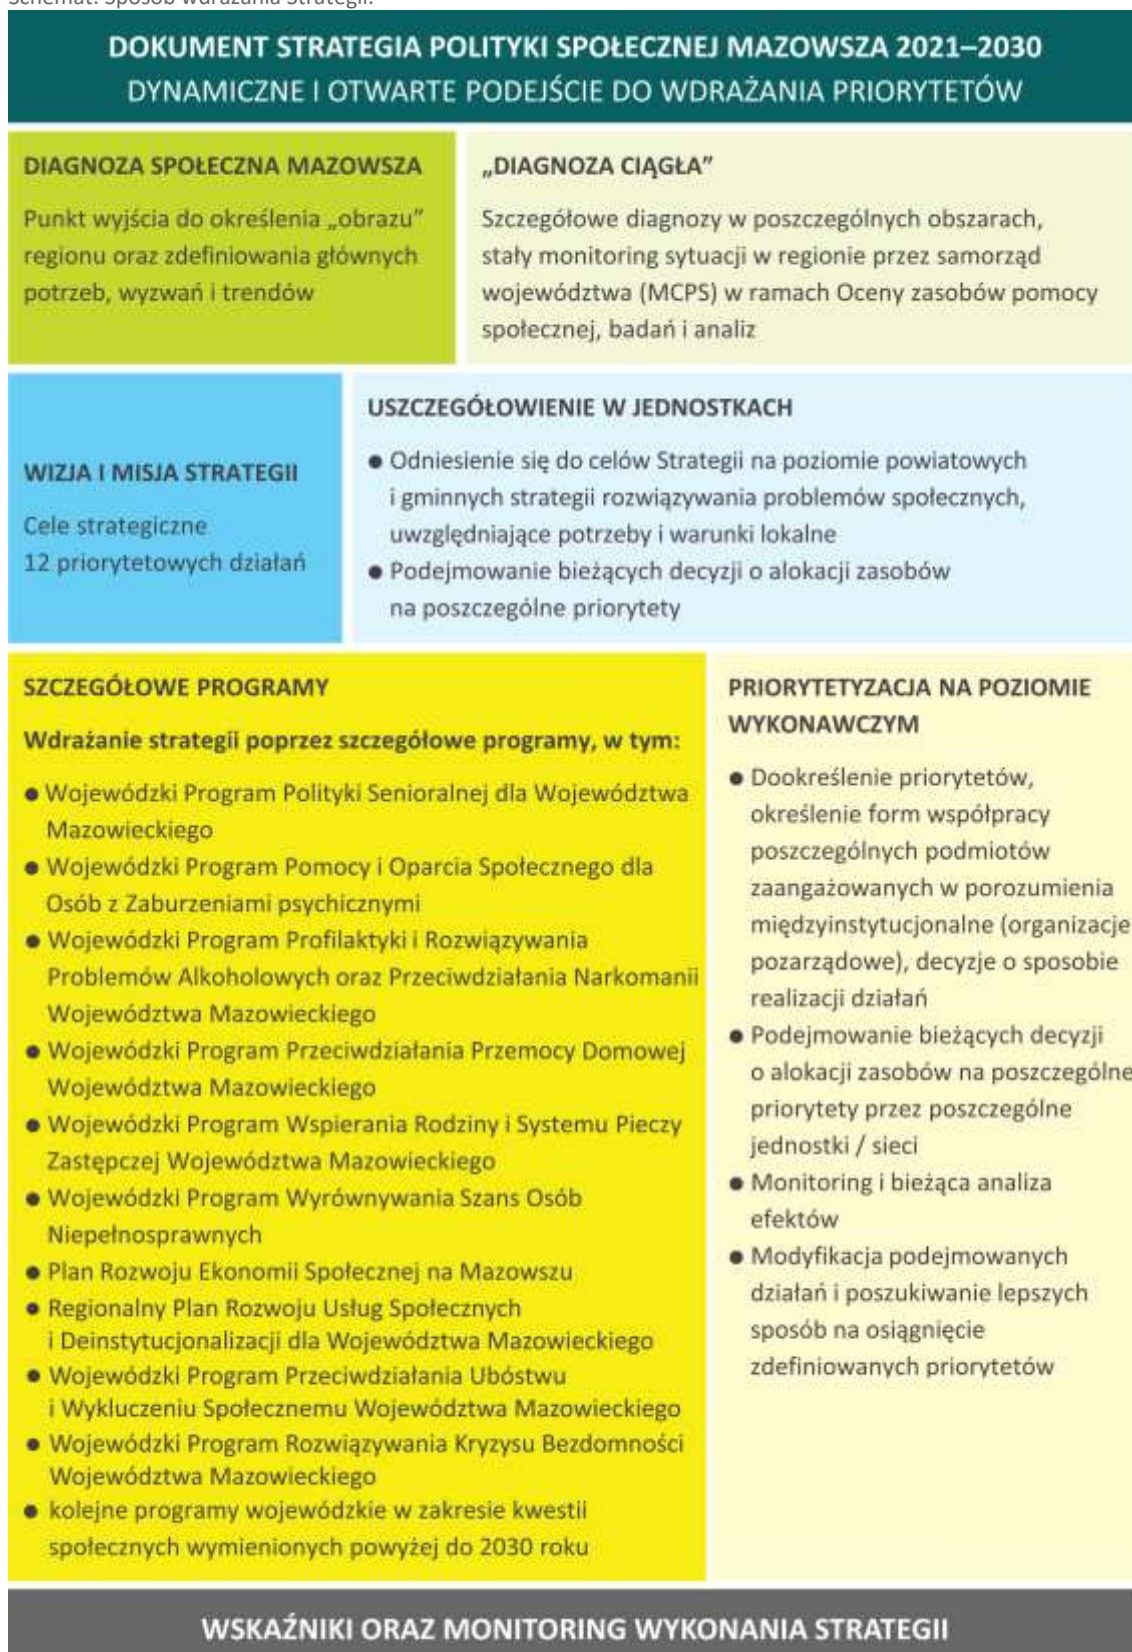 Schemat: Sposób wdrażania Strategii.
DOKUMENT STRATEGIA POLITYKI SPOŁECZNEJ MAZOWSZA 2021–2030
DYNAMICZNE I OTWARTE PODEJŚCIE DO WDRAŻANIA PRIORYTETÓW
DIAGNOZA SPOŁECZNA MAZOWSZA
Punkt wyjścia do określenia „obrazu”
regionu oraz zdefiniowania głównych
potrzeb, wyzwań i trendów
„DIAGNOZA CIĄGŁA”
Szczegółowe diagnozy w poszczególnych obszarach,
stały monitoring sytuacji w regionie przez samorząd
województwa (MCPS) w ramach Oceny zasobów pomocy
społecznej, badań i analiz
WIZJA I MISJA STRATEGII
Cele strategiczne
12 priorytetowych działań
USZCZEGÓŁOWIENIE W JEDNOSTKACH
● Odniesienie się do celów Strategii na poziomie powiatowych
i gminnych strategii rozwiązywania problemów społecznych,
uwzględniające potrzeby i warunki lokalne
● Podejmowanie bieżących decyzji o alokacji zasobów
na poszczególne priorytety
SZCZEGÓŁOWE PROGRAMY
Wdrażanie strategii poprzez szczegółowe programy, w tym:
● Wojewódzki Program Polityki Senioralnej dla Województwa
Mazowieckiego
● Wojewódzki Program Pomocy i Oparcia Społecznego dla
Osób z Zaburzeniami psychicznymi
● Wojewódzki Program Profilaktyki i Rozwiązywania
Problemów Alkoholowych oraz Przeciwdziałania Narkomanii
Województwa Mazowieckiego
● Wojewódzki Program Przeciwdziałania Przemocy Domowej
Województwa Mazowieckiego
● Wojewódzki Program Wspierania Rodziny i Systemu Pieczy
Zastępczej Województwa Mazowieckiego
● Wojewódzki Program Wyrównywania Szans Osób
Niepełnosprawnych
● Plan Rozwoju Ekonomii Społecznej na Mazowszu
● Regionalny Plan Rozwoju Usług Społecznych
i Deinstytucjonalizacji dla Województwa Mazowieckiego
● Wojewódzki Program Przeciwdziałania Ubóstwu
i Wykluczeniu Społecznemu Województwa Mazowieckiego
● Wojewódzki Program Rozwiązywania Kryzysu Bezdomności
Województwa Mazowieckiego
● kolejne programy wojewódzkie w zakresie kwestii
społecznych wymienionych powyżej do 2030 roku
PRIORYTETYZACJA NA POZIOMIE
WYKONAWCZYM
● Dookreślenie priorytetów,
określenie form współpracy
poszczególnych podmiotów
zaangażowanych w porozumienia
międzyinstytucjonalne (organizacje
pozarządowe), decyzje o sposobie
realizacji działań
● Podejmowanie bieżących decyzji
o alokacji zasobów na poszczególne
priorytety przez poszczególne
jednostki / sieci
● Monitoring i bieżąca analiza
efektów
● Modyfikacja podejmowanych
działań i poszukiwanie lepszych
sposób na osiągnięcie
zdefiniowanych priorytetów
WSKAŹNIKI ORAZ MONITORING WYKONANIA STRATEGII